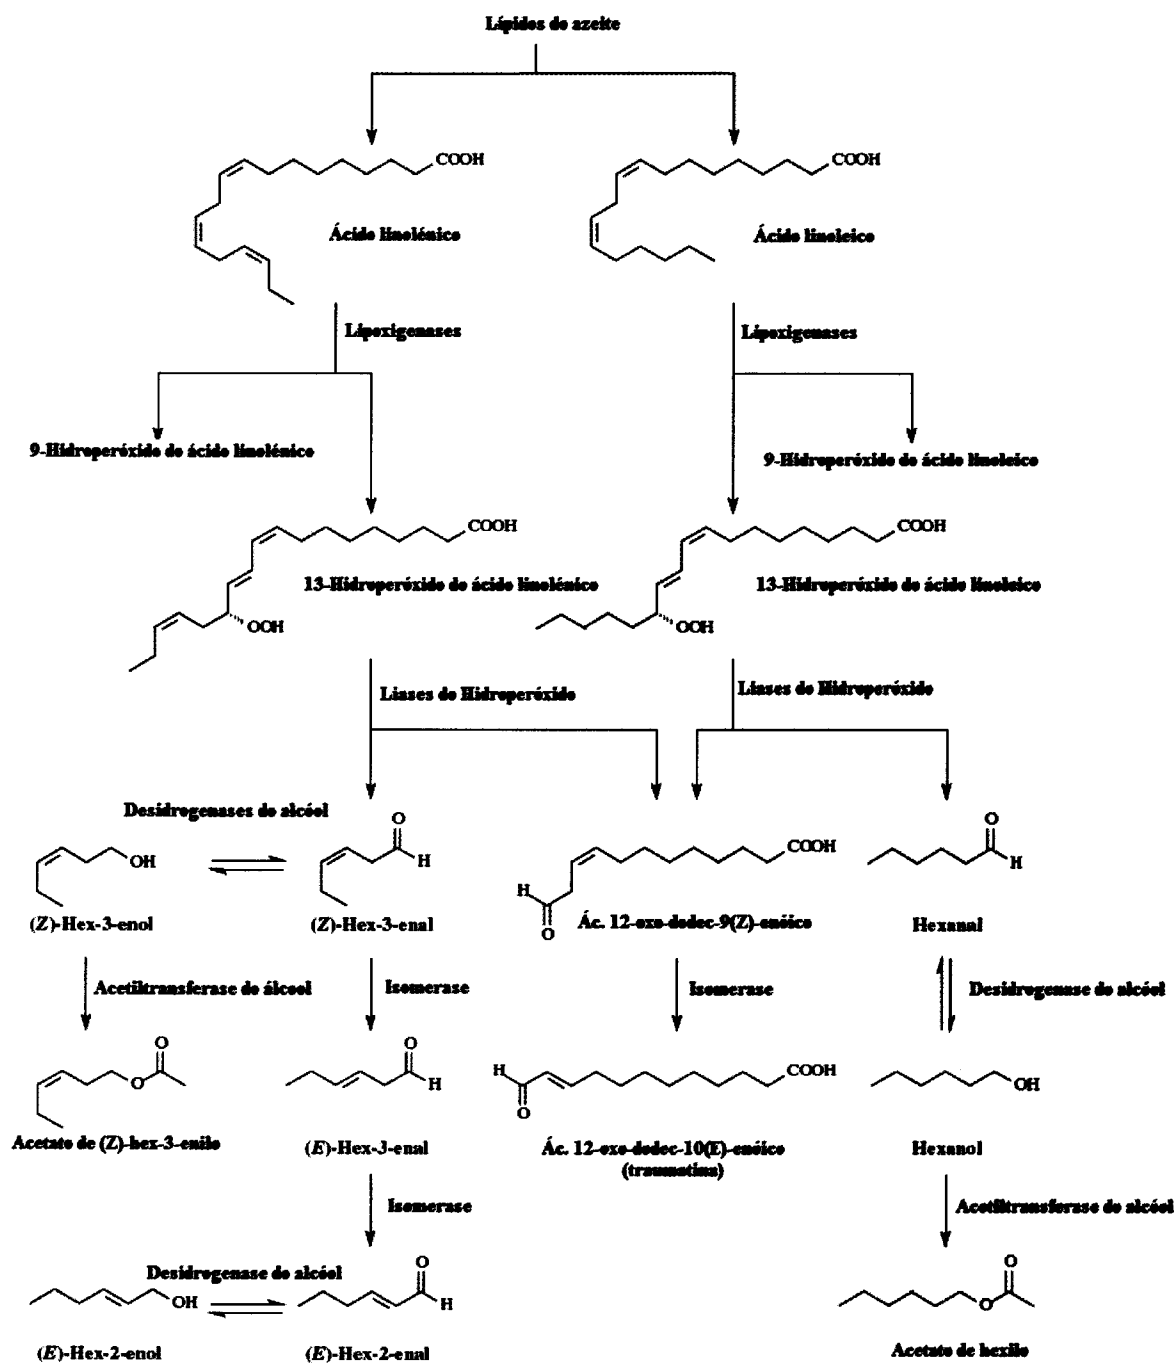 Lípidos do azeite
COOH
COOH
Ácido linolénico
Ácido linoleico
Lipoxigenases
Lipoxigenases
9-Hidroperóxido do ácido linolénico
9-Hidroperóxido do ácido linoleico
COOH
COOH
13-Hidroperóxido do ácido linolénico
13-Hidroperóxido do ácido linoleico
OOH
OOH
Liases do Hidroperóxido
Liases do Hidroperóxido
Desidrogenases do alcóol
O
O
OH
H
COOH
H
H
O
(Z)-Hex-3-enol
(Z)-Hex-3-enal
Ác. 12-oxo-dodec-9(Z)-enóico
Hexanal
Acetiltransferase do álcool
Isomerase
Isomerase
Desidrogenase do alcóol
O
O
O
H
H
COOH
O
OH
Acetato de (Z)-hex-3-enilo
(E)-Hex-3-enal
Ác. 12-oxo-dodec-10(E)-enóico
(traumatina)
Hexanol
Isomerase
Acetiltransferase do alcóol
Desidrogenase do alcóol
O
O
OH
H
O
(E)-Hex-2-enol
(E)-Hex-2-enal
Acetato de hexilo